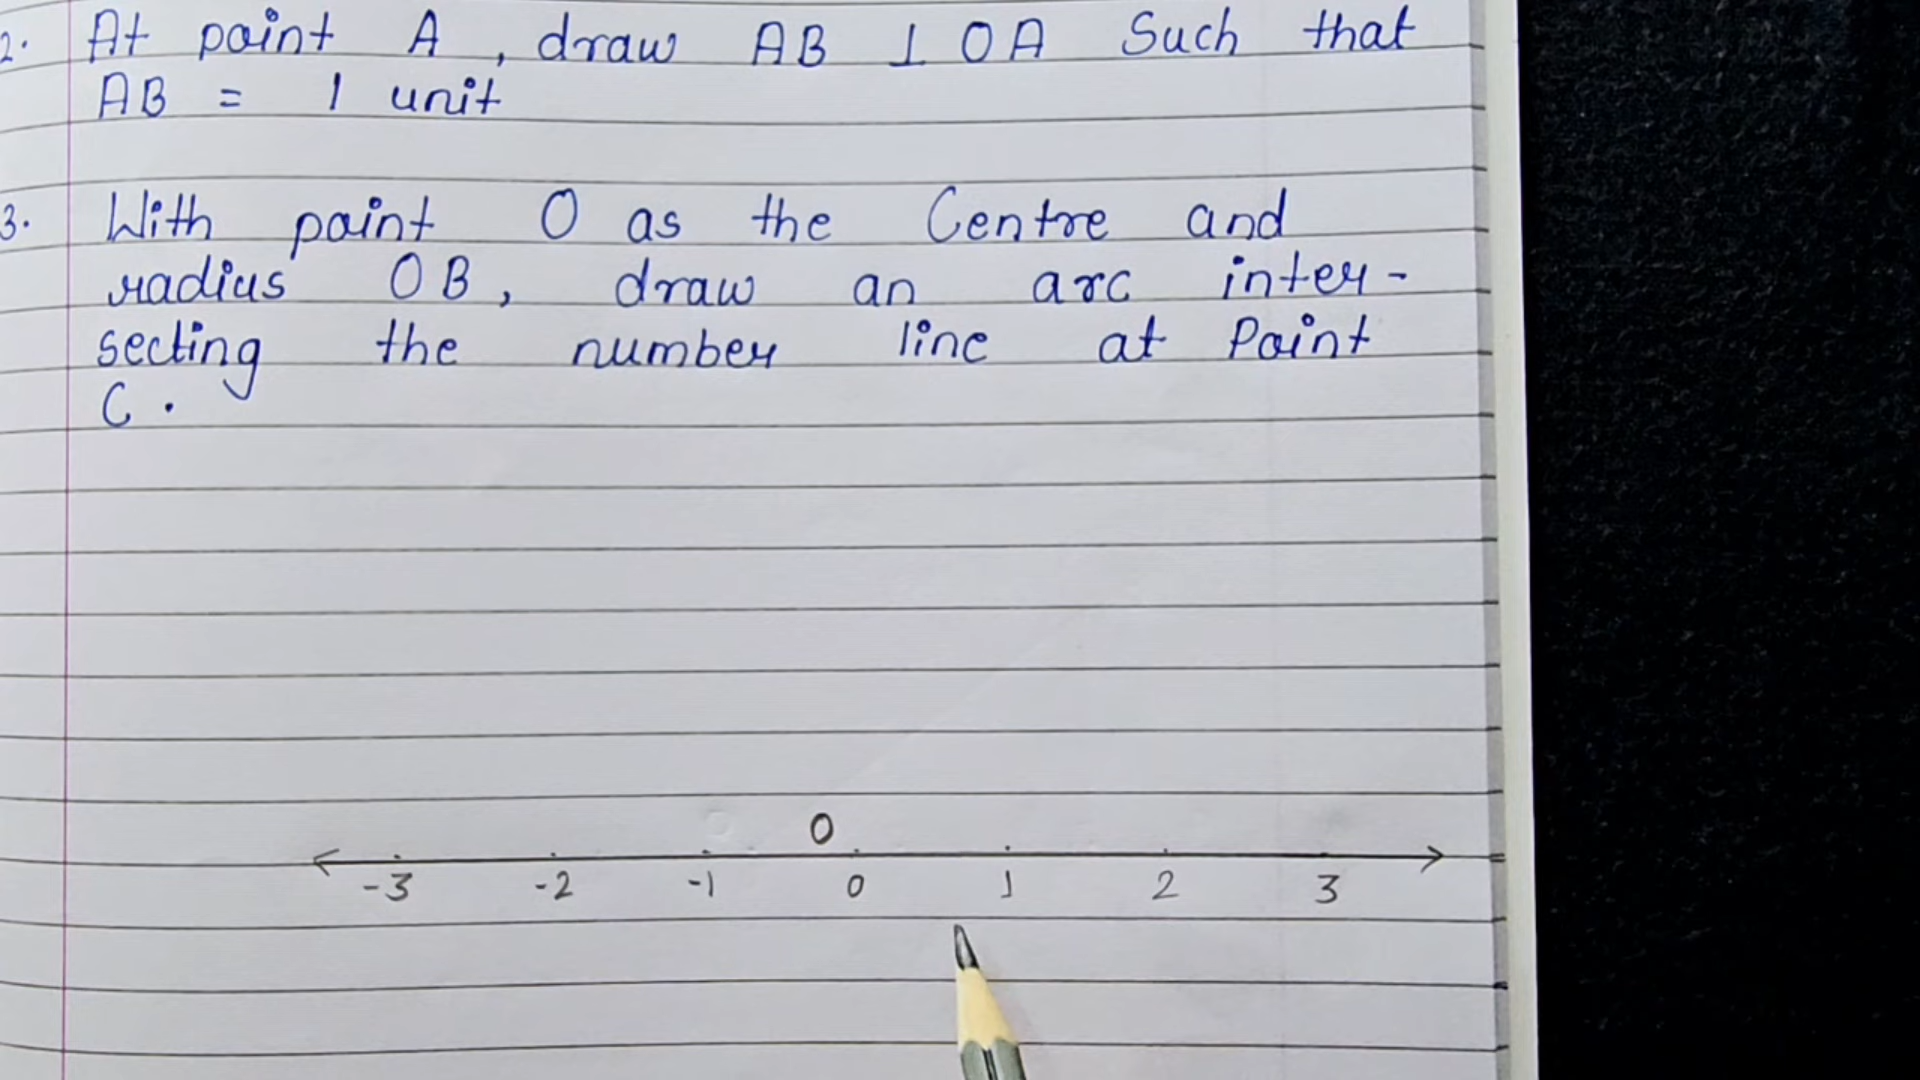 2. At point A, draw AB ⊥ OA Such that
AB = 1 unit
3. With point O as the Centre and
radius OB, draw an arc inter-
secting the number line at Point
C.
O
-3 -2 -1 0 1 2 3